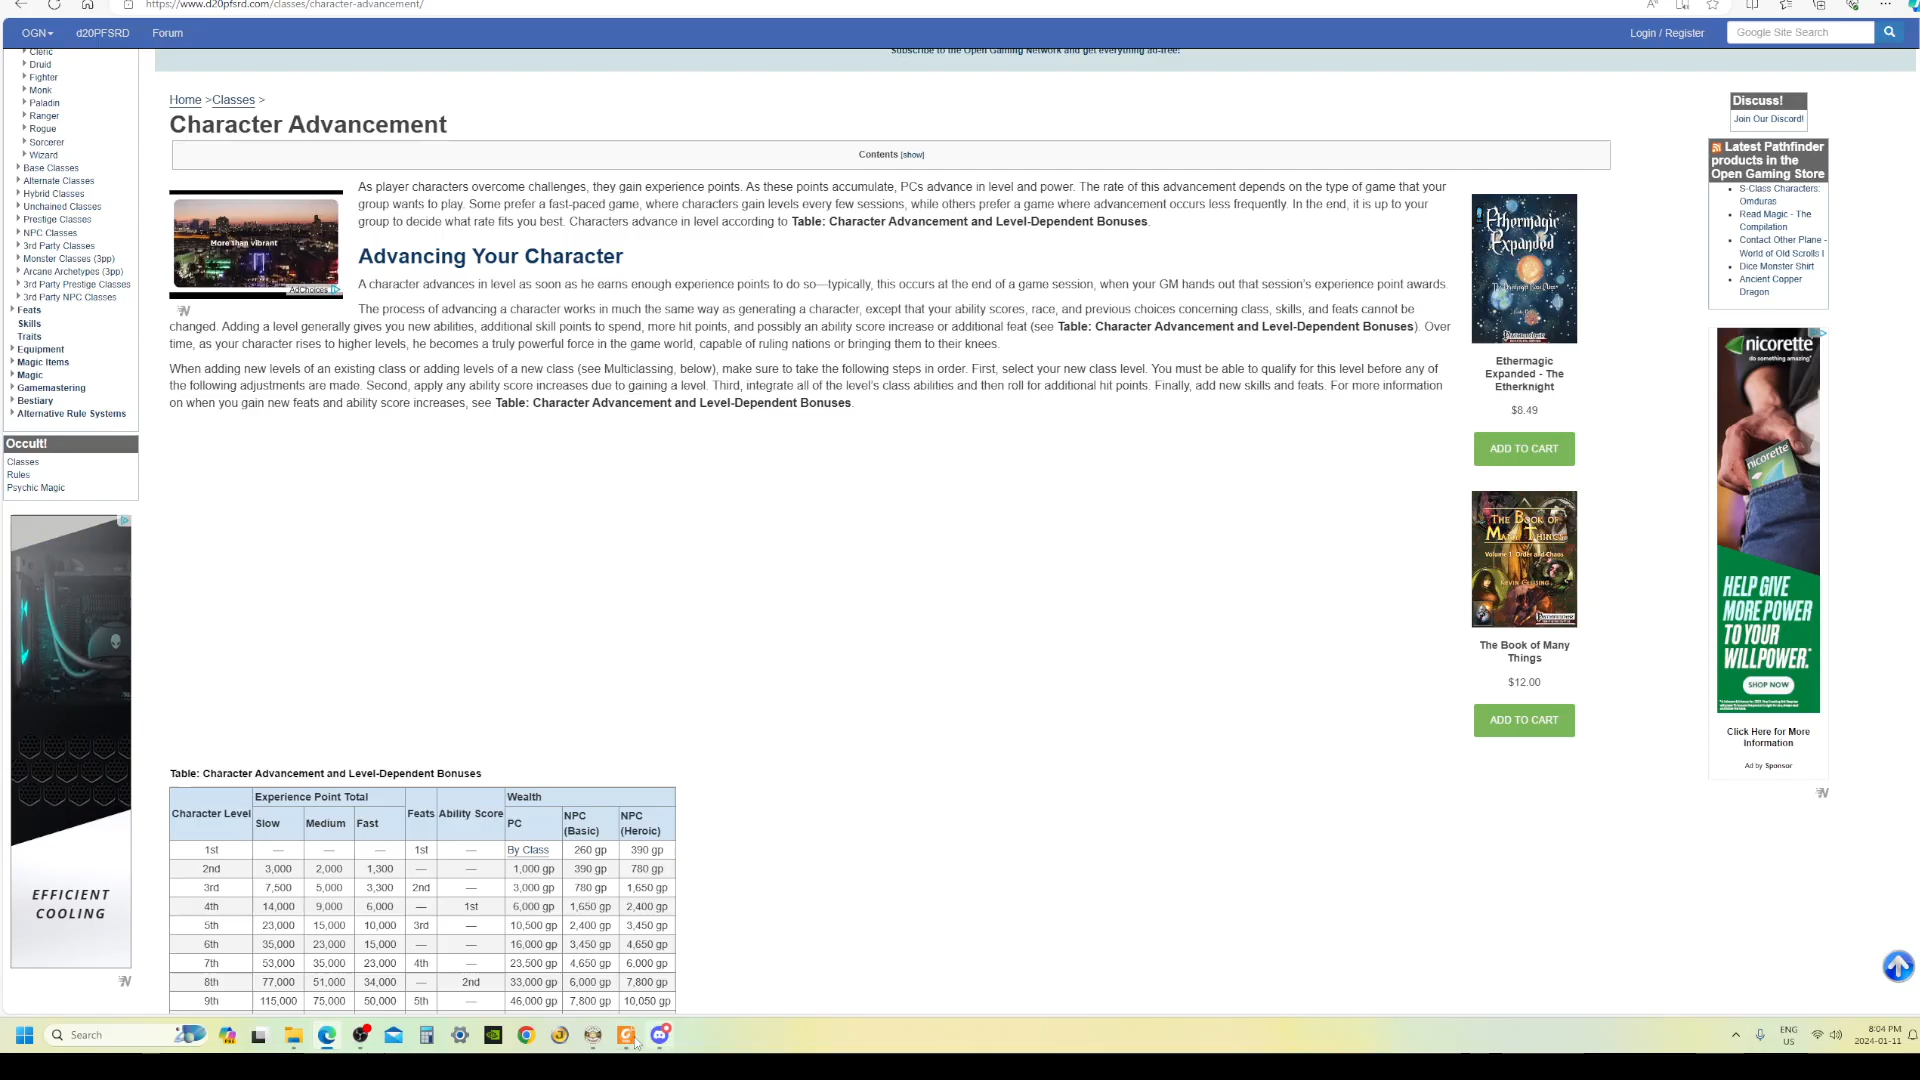 https://www.d20pfsrd.com/classes/character-advancement/
OGN
d20PFSRD
Forum
Login / Register
Google Site Search
Subscribe to the Open Gaming Network and get everything ad-free!
Cleric
Druid
Fighter
Monk
Paladin
Ranger
Rogue
Sorcerer
Wizard
Base Classes
Alternate Classes
Hybrid Classes
Unchained Classes
Prestige Classes
NPC Classes
3rd Party Classes
Monster Classes (3pp)
Arcane Archetypes (3pp)
3rd Party Prestige Classes
3rd Party NPC Classes
Feats
Skills
Traits
Equipment
Magic Items
Magic
Gamemastering
Bestiary
Alternative Rule Systems
Occult!
Classes
Rules
Psychic Magic
EFFICIENT
COOLING
Home >Classes >
Character Advancement
Contents [show]
More than vibrant
AdChoices
As player characters overcome challenges, they gain experience points. As these points accumulate, PCs advance in level and power. The rate of this advancement depends on the type of game that your
group wants to play. Some prefer a fast-paced game, where characters gain levels every few sessions, while others prefer a game where advancement occurs less frequently. In the end, it is up to your
group to decide what rate fits you best. Characters advance in level according to Table: Character Advancement and Level-Dependent Bonuses.
Advancing Your Character
A character advances in level as soon as he earns enough experience points to do so—typically, this occurs at the end of a game session, when your GM hands out that session's experience point awards.
The process of advancing a character works in much the same way as generating a character, except that your ability scores, race, and previous choices concerning class, skills, and feats cannot be
changed. Adding a level generally gives you new abilities, additional skill points to spend, more hit points, and possibly an ability score increase or additional feat (see Table: Character Advancement and Level-Dependent Bonuses). Over
time, as your character rises to higher levels, he becomes a truly powerful force in the game world, capable of ruling nations or bringing them to their knees.
When adding new levels of an existing class or adding levels of a new class (see Multiclassing, below), make sure to take the following steps in order. First, select your new class level. You must be able to qualify for this level before any of
the following adjustments are made. Second, apply any ability score increases due to gaining a level. Third, integrate all of the level's class abilities and then roll for additional hit points. Finally, add new skills and feats. For more information
on when you gain new feats and ability score increases, see Table: Character Advancement and Level-Dependent Bonuses.
Table: Character Advancement and Level-Dependent Bonuses
Character Level Experience Point Total Feats Ability Score Wealth
Slow Medium Fast PC NPC (Basic) NPC (Heroic)
1st — — — 1st — By Class 260 gp 390 gp
2nd 3,000 2,000 1,300 — — 1,000 gp 390 gp 780 gp
3rd 7,500 5,000 3,300 2nd — 3,000 gp 780 gp 1,650 gp
4th 14,000 9,000 6,000 — 1st 6,000 gp 1,650 gp 2,400 gp
5th 23,000 15,000 10,000 3rd — 10,500 gp 2,400 gp 3,450 gp
6th 35,000 23,000 15,000 — — 16,000 gp 3,450 gp 4,650 gp
7th 53,000 35,000 23,000 4th — 23,500 gp 4,650 gp 6,000 gp
8th 77,000 51,000 34,000 — 2nd 33,000 gp 6,000 gp 7,800 gp
9th 115,000 75,000 50,000 5th — 46,000 gp 7,800 gp 10,050 gp
Ethermagic
Expanded
Ethermagic
Expanded - The
Etherknight
$8.49
ADD TO CART
THE BOOK OF
MANY THINGS
Volume 1: Order and Chaos
The Book of Many
Things
$12.00
ADD TO CART
Discuss!
Join Our Discord!
Latest Pathfinder
products in the
Open Gaming Store
S-Class Characters:
Omduras
Read Magic - The
Compilation
Contact Other Plane -
World of Old Scrolls I
Dice Monster Shirt
Ancient Copper
Dragon
nicorette
do something amazing
nicorette
HELP GIVE
MORE POWER
TO YOUR
WILLPOWER.*
SHOP NOW
Click Here for More
Information
Ad by Sponsor
Search
ENG
US
8:04 PM
2024-01-11